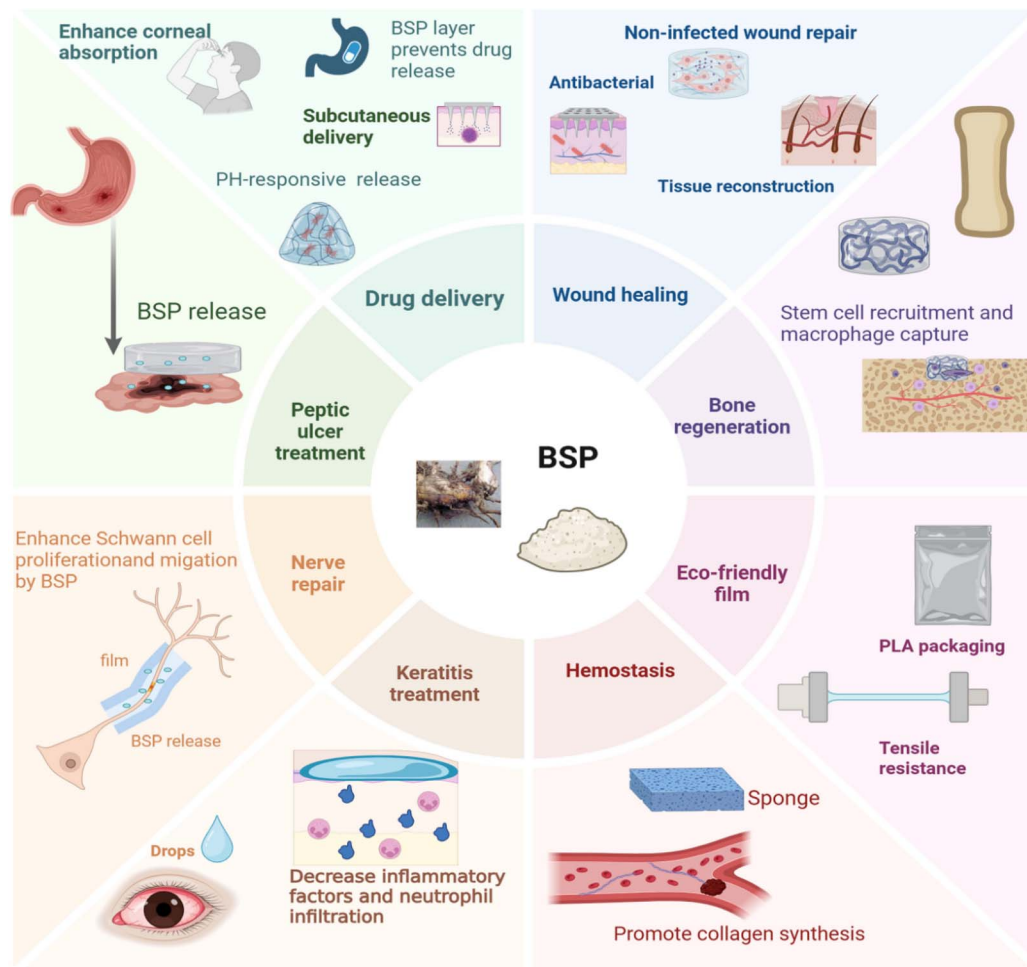 Enhance corneal
absorption
BSP layer
prevents drug
release
Subcutaneous
delivery
PH-responsive release
Non-infected wound repair
Antibacterial
Tissue reconstruction
Drug delivery
Wound healing
BSP release
Stem cell recruitment and
macrophage capture
Peptic
ulcer
treatment
Bone
regeneration
BSP
Enhance Schwann cell
proliferationand migation
by BSP
Nerve
repair
Eco-friendly
film
PLA packaging
film
BSP release
Keratitis
treatment
Hemostasis
Tensile
resistance
Sponge
Drops
Decrease inflammatory
factors and neutrophil
infiltration
Promote collagen synthesis